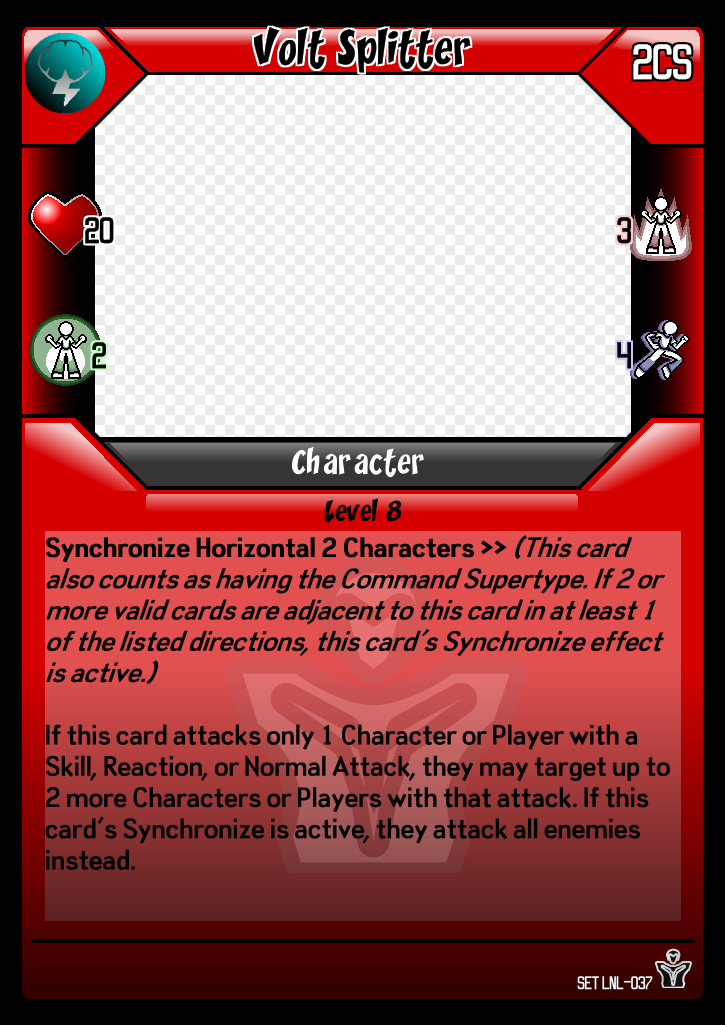 Volt Splitter
2CS
20
3
2
4
Character
Level 8
Synchronize Horizontal 2 Characters >> (This card
also counts as having the Command Supertype. If 2 or
more valid cards are adjacent to this card in at least 1
of the listed directions, this card's Synchronize effect
is active.)
If this card attacks only 1 Character or Player with a
Skill, Reaction, or Normal Attack, they may target up to
2 more Characters or Players with that attack. If this
card's Synchronize is active, they attack all enemies
instead.
SET LNL-037